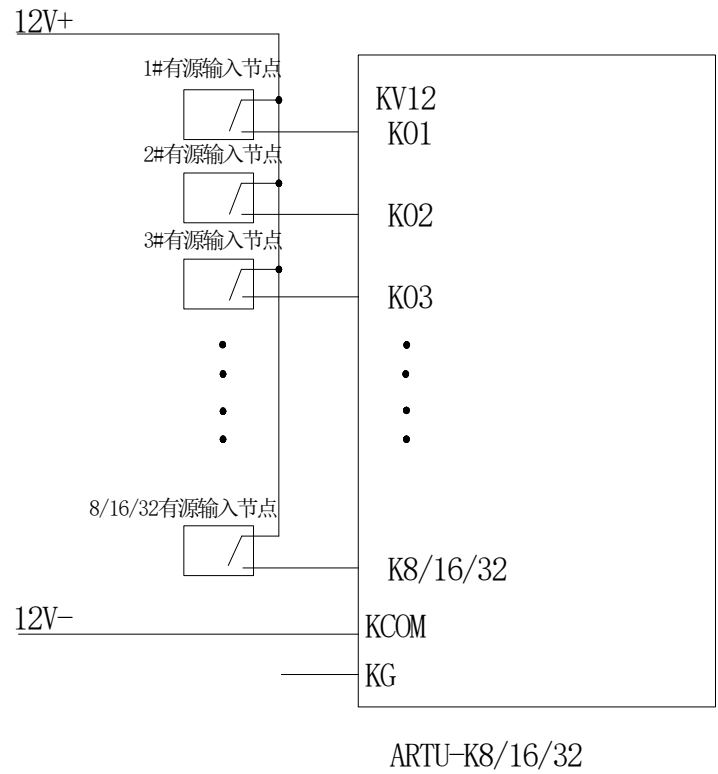 12V+
1#有源输入节点
KV12
K01
2#有源输入节点
K02
3#有源输入节点
K03
8/16/32有源输入节点
K8/16/32
12V-
KCOM
KG
ARTU-K8/16/32